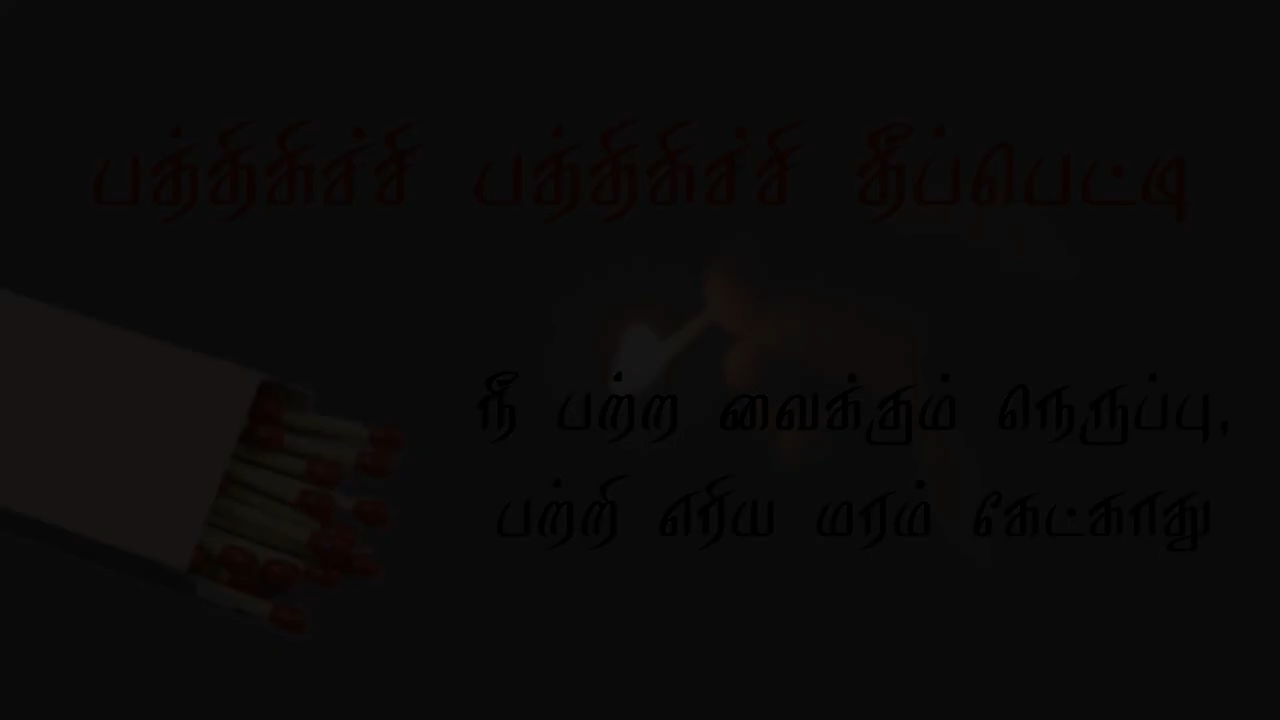 பத்திகிச்சி பத்திகிச்சி தீப்பெட்டி
நீ பற்ற வைக்கும் நெருப்பு,
பற்றி எரிய மரம் கேட்காது